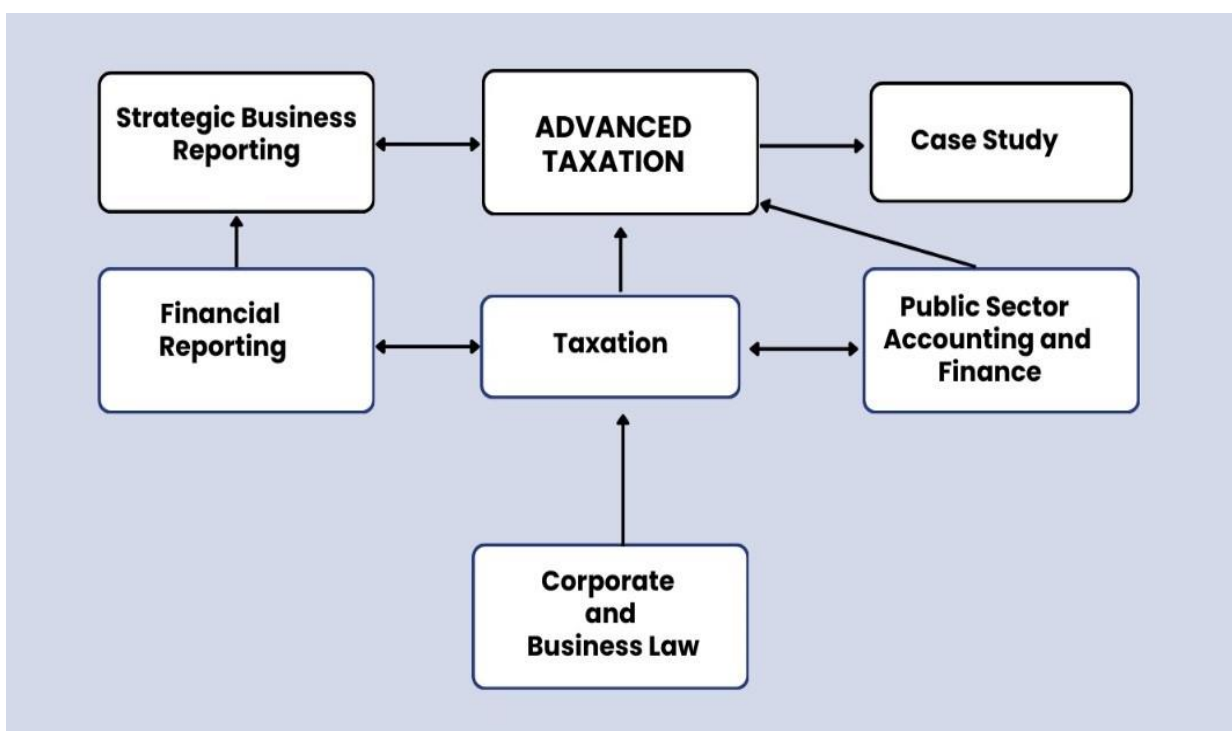 Strategic Business
Reporting
ADVANCED
TAXATION
Case Study
Financial
Reporting
Taxation
Public Sector
Accounting and
Finance
Corporate
and
Business Law